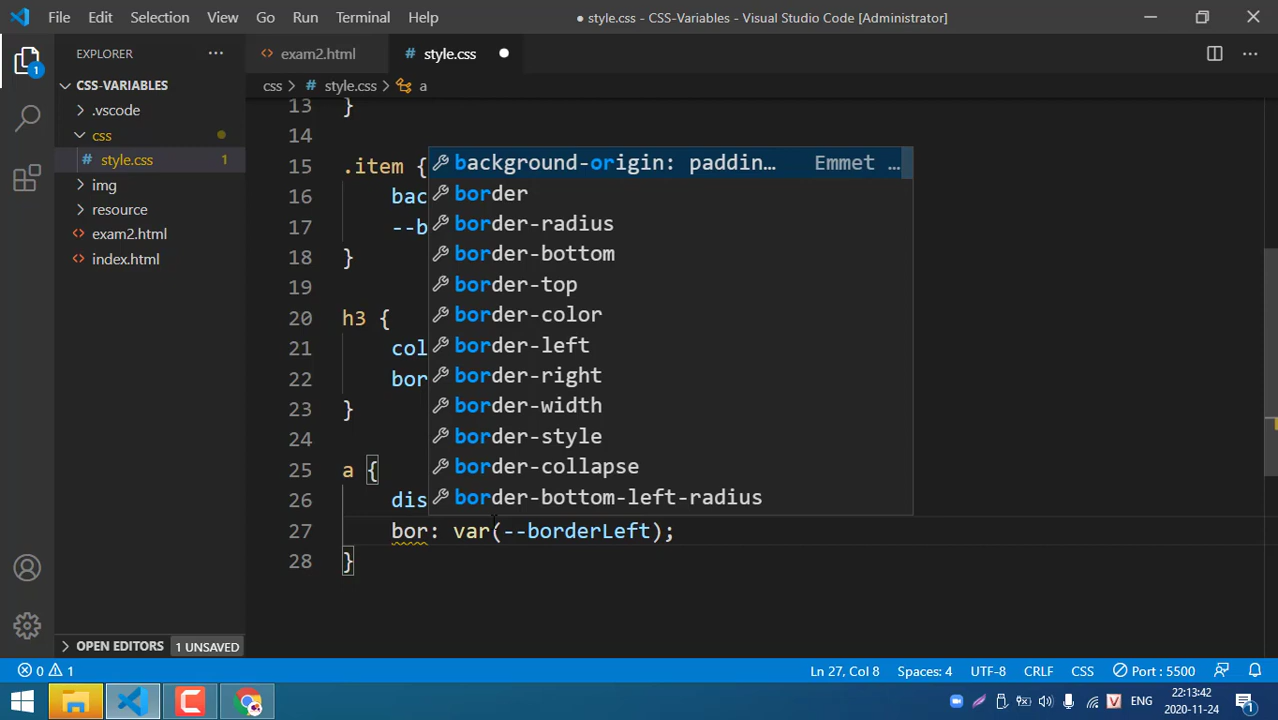 File Edit Selection View Go Run Terminal Help
● style.css - CSS-Variables - Visual Studio Code [Administrator]
EXPLORER
exam2.html
# style.css
CSS-VARIABLES
css > # style.css > a
.vscode
css
# style.css 1
img
resource
exam2.html
index.html
13 }
14
15 .item {
16 bac
17 --b
18 }
19
20 h3 {
21 col
22 bor
23 }
24
25 a {
26 dis
27 bor: var(--borderLeft);
28 }
background-origin: paddin… Emmet …
border
border-radius
border-bottom
border-top
border-color
border-left
border-right
border-width
border-style
border-collapse
border-bottom-left-radius
1
OPEN EDITORS 1 UNSAVED
0 1
Ln 27, Col 8 Spaces: 4 UTF-8 CRLF CSS Port : 5500
V ENG
22:13:42
2020-11-24
1